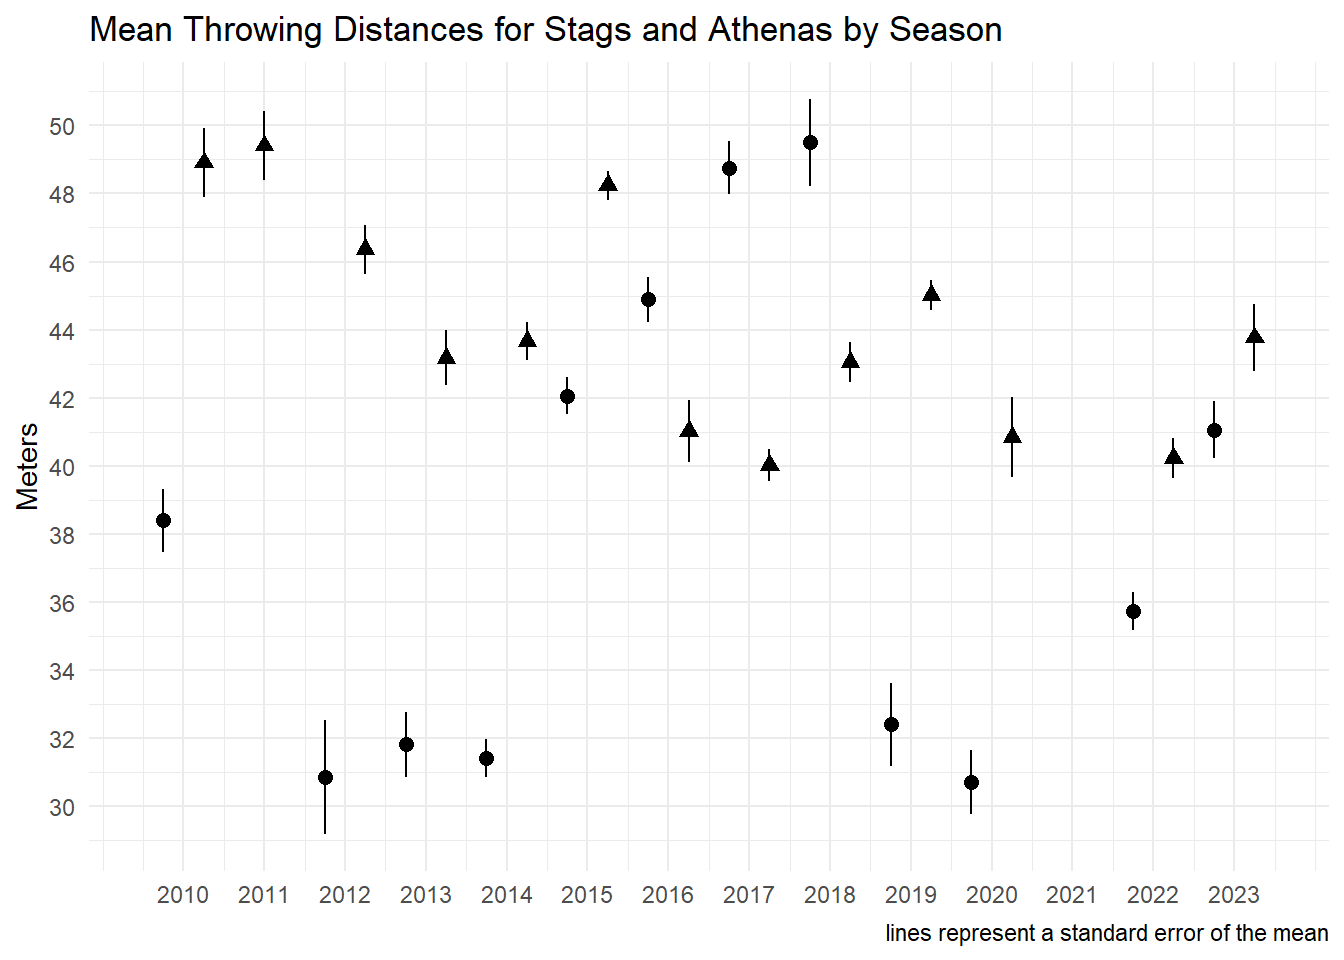 Mean Throwing Distances for Stags and Athenas by Season
Meters
50
48
46
44
42
40
38
36
34
32
30
2010 2011 2012 2013 2014 2015 2016 2017 2018 2019 2020 2021 2022 2023
lines represent a standard error of the mean